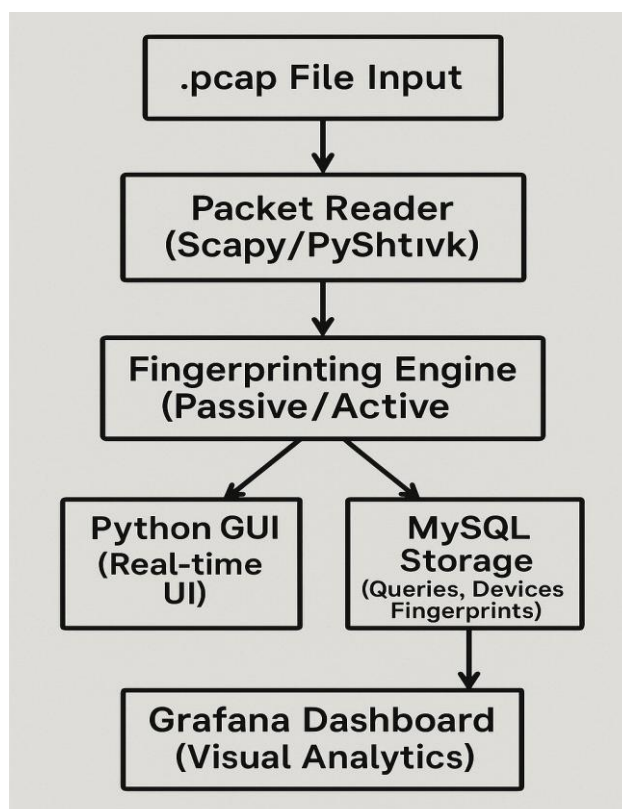 .pcap File Input
Packet Reader
(Scapy/PyShtıvk)
Fingerprinting Engine
(Passive/Active
Python GUI
(Real-time
UI)
MySQL
Storage
(Queries, Devices
Fingerprints)
Grafana Dashboard
(Visual Analytics)